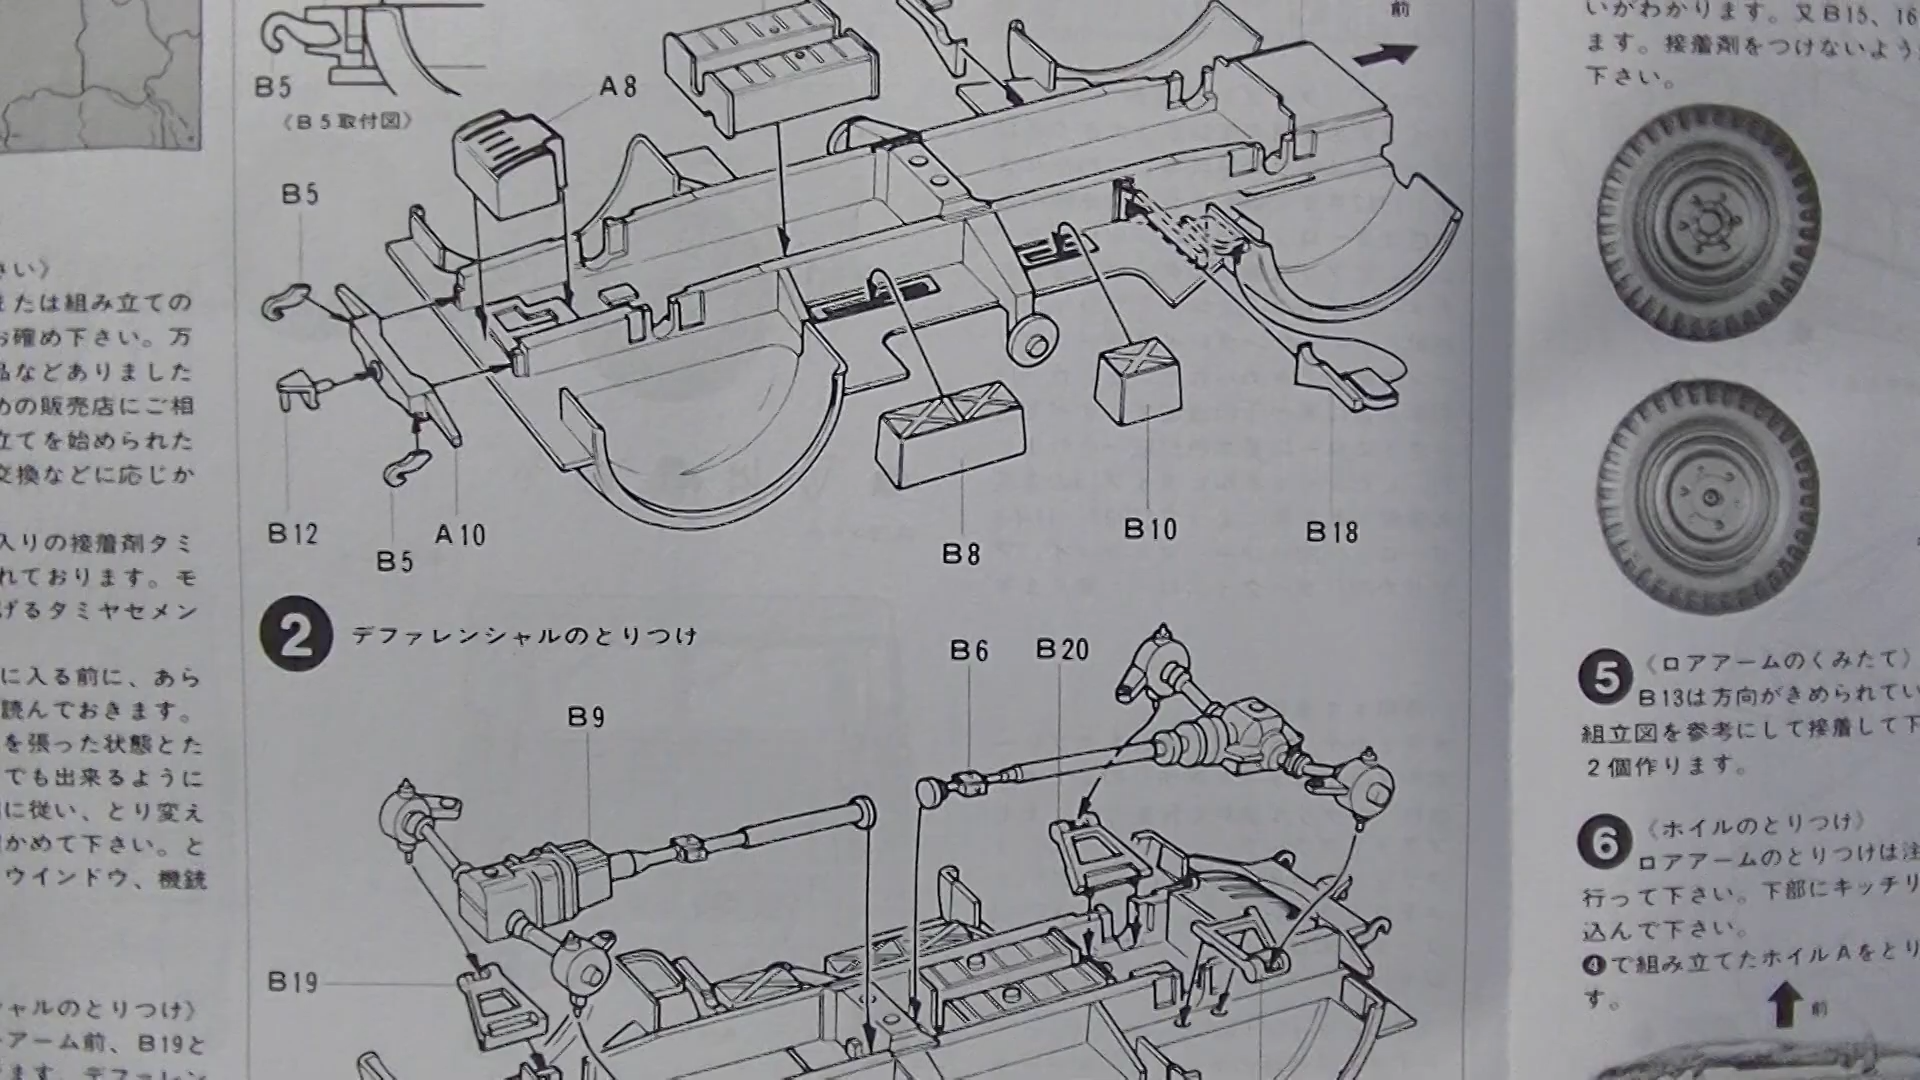 B5
《B5取付図》
A8
B5
B12
B5
A10
B8
B10
B18
前
2 デファレンシャルのとりつけ
B9
B6
B20
B19
さい》
または組み立ての
お確め下さい。万
品などありました
めの販売店にご相
立てを始められた
交換などに応じか
入りの接着剤タミ
れております。モ
げるタミヤセメン
に入る前に、あら
読んでおきます。
を張った状態とた
でも出来るように
に従い、とり変え
かめて下さい。と
ウインドウ、機銃
シャルのとりつけ》
アーム前、B19と
ます。デファレン
いがわかります。又B15、16
ます。接着剤をつけないよう
下さい。
5 《ロアアームのくみたて》
B13は方向がきめられてい
組立図を参考にして接着して下
2個作ります。
6 《ホイルのとりつけ》
ロアアームのとりつけは注
行って下さい。下部にキッチリ
込んで下さい。
4で組み立てたホイルAをとり
す。
前